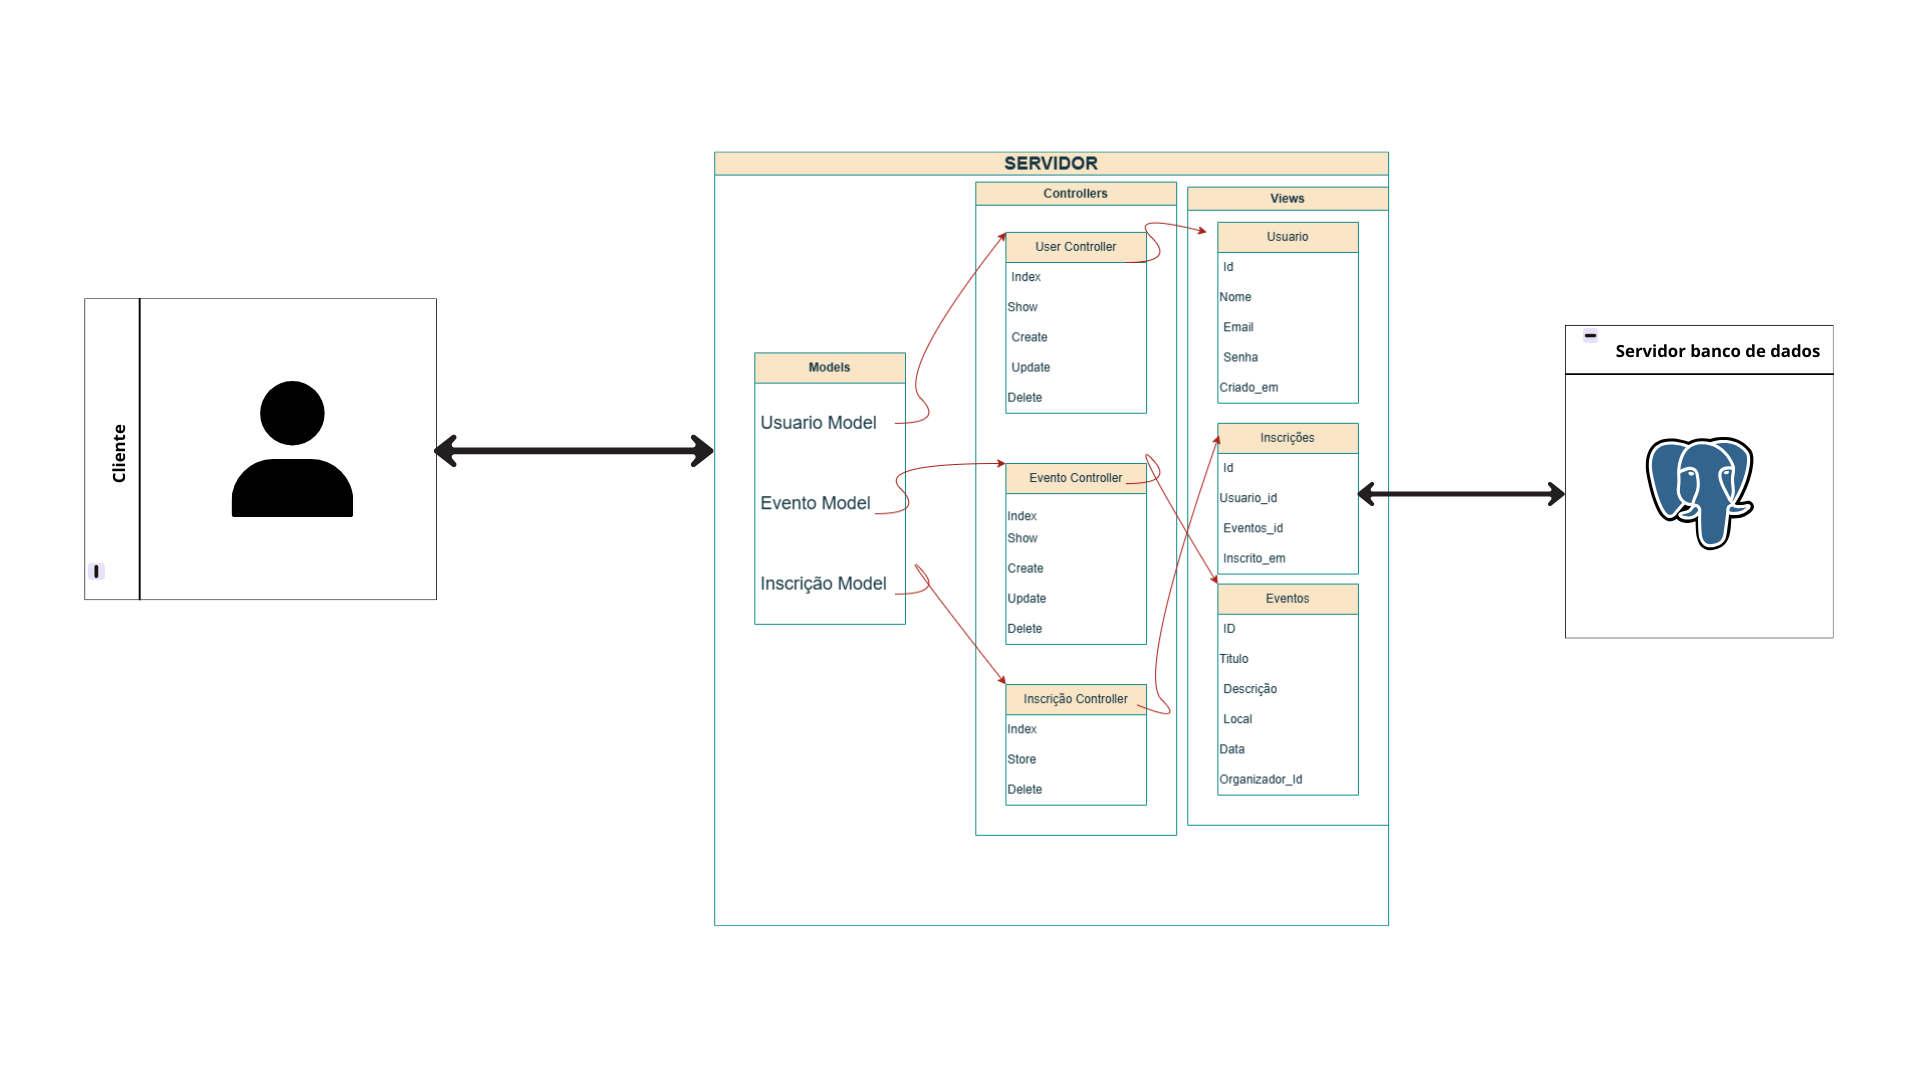 Cliente
SERVIDOR
Models
Usuario Model
Evento Model
Inscrição Model
Controllers
User Controller
Index
Show
Create
Update
Delete
Evento Controller
Index
Show
Create
Update
Delete
Inscrição Controller
Index
Store
Delete
Views
Usuario
Id
Nome
Email
Senha
Criado_em
Inscrições
Id
Usuario_id
Eventos_id
Inscrito_em
Eventos
ID
Titulo
Descrição
Local
Data
Organizador_Id
Servidor banco de dados